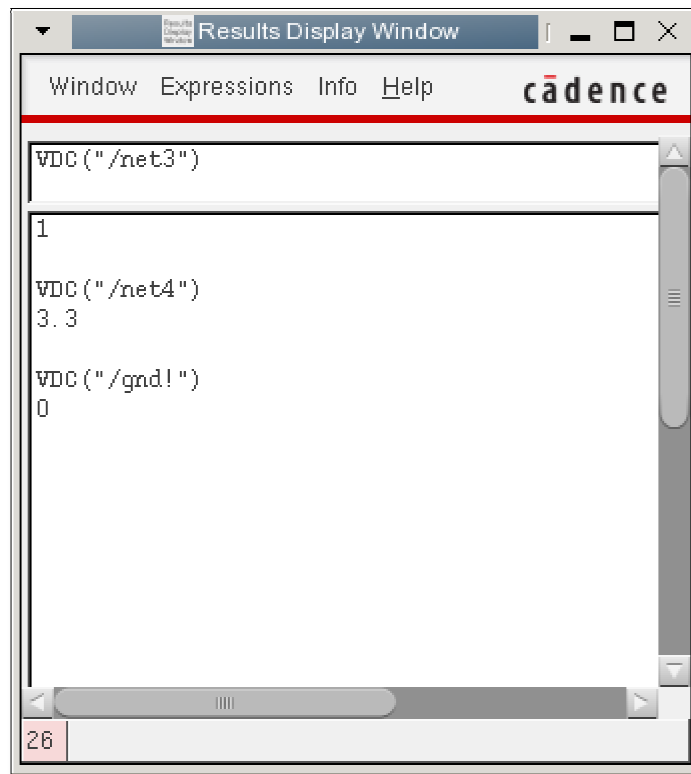 Results Display Window
Window Expressions Info Help cādence
VDC("/net3")
1
VDC("/net4")
3.3
VDC("/gnd!")
0
26